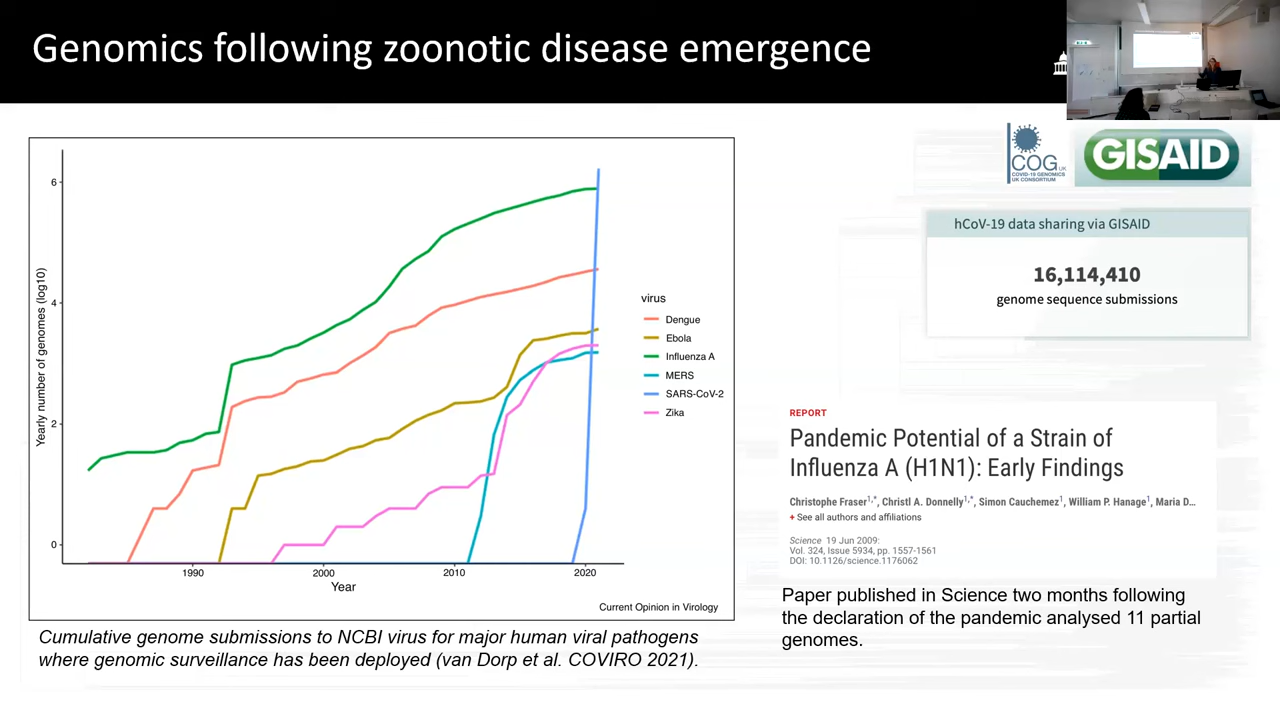 Genomics following zoonotic disease emergence
6
4
2
0
Yearly number of genomes (log10)
1990
2000
2010
2020
Year
virus
Dengue
Ebola
Influenza A
MERS
SARS-CoV-2
Zika
Current Opinion in Virology
Cumulative genome submissions to NCBI virus for major human viral pathogens
where genomic surveillance has been deployed (van Dorp et al. COVIRO 2021).
COG UK
COVID-19 GENOMICS
UK CONSORTIUM
GISAID
hCoV-19 data sharing via GISAID
16,114,410
genome sequence submissions
REPORT
Pandemic Potential of a Strain of
Influenza A (H1N1): Early Findings
Christophe Fraser1,*, Christl A. Donnelly1,*, Simon Cauchemez1, William P. Hanage1, Maria D...
+ See all authors and affiliations
Science 19 Jun 2009:
Vol. 324, Issue 5934, pp. 1557-1561
DOI: 10.1126/science.1176062
Paper published in Science two months following
the declaration of the pandemic analysed 11 partial
genomes.